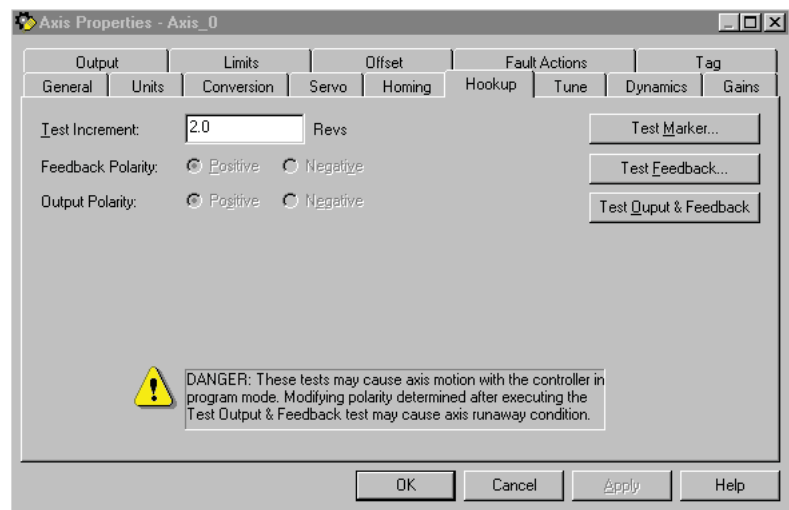 Axis Properties - Axis_0
Output Limits Offset Fault Actions Tag
General Units Conversion Servo Homing Hookup Tune Dynamics Gains
Test Increment: 2.0 Revs Test Marker...
Feedback Polarity: Positive Negative Test Feedback...
Output Polarity: Positive Negative Test Ouput & Feedback
DANGER: These tests may cause axis motion with the controller in
program mode. Modifying polarity determined after executing the
Test Output & Feedback test may cause axis runaway condition.
OK Cancel Apply Help